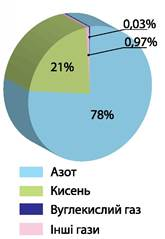 0,03%
0,97%
21%
78%
Азот
Кисень
Вуглекислий газ
Інші гази